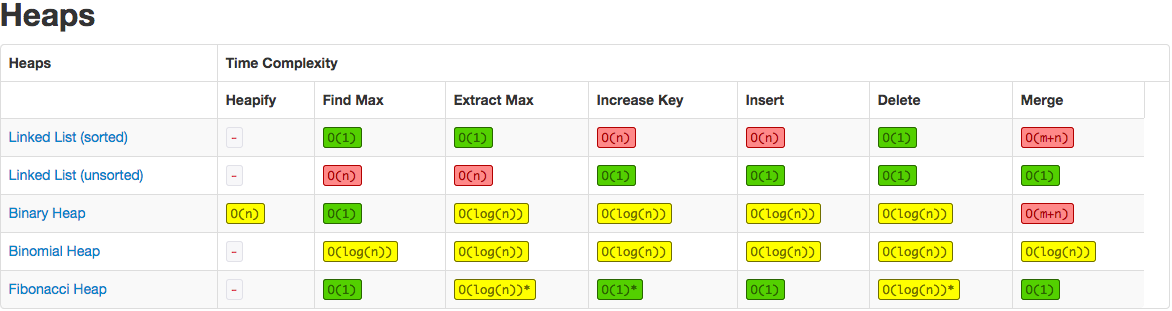 Heaps
Heaps Time Complexity
Heapify Find Max Extract Max Increase Key Insert Delete Merge
Linked List (sorted) - O(1) O(1) O(n) O(n) O(1) O(m+n)
Linked List (unsorted) - O(n) O(n) O(1) O(1) O(1) O(1)
Binary Heap O(n) O(1) O(log(n)) O(log(n)) O(log(n)) O(log(n)) O(m+n)
Binomial Heap - O(log(n)) O(log(n)) O(log(n)) O(log(n)) O(log(n)) O(log(n))
Fibonacci Heap - O(1) O(log(n))* O(1)* O(1) O(log(n))* O(1)